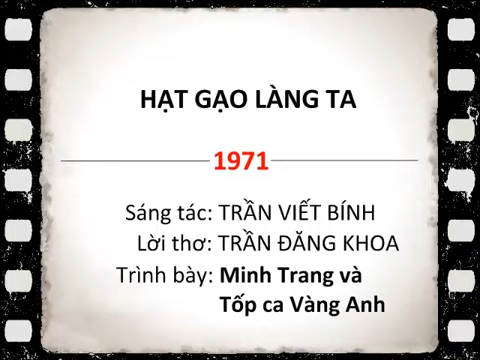 HẠT GẠO LÀNG TA
1971
Sáng tác: TRẦN VIẾT BÍNH
Lời thơ: TRẦN ĐĂNG KHOA
Trình bày: Minh Trang và
Tốp ca Vàng Anh